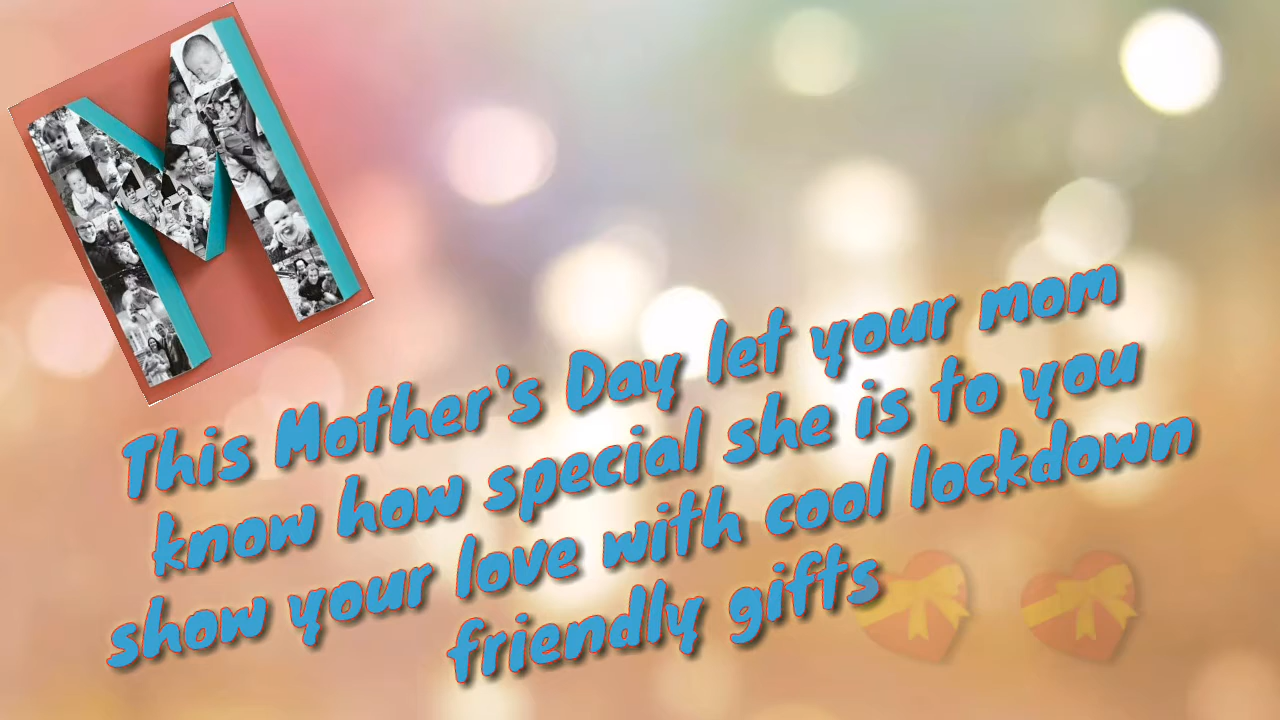 This Mother's Day let your mom
know how special she is to you
show your love with cool lockdown
friendly gifts 💝 💝